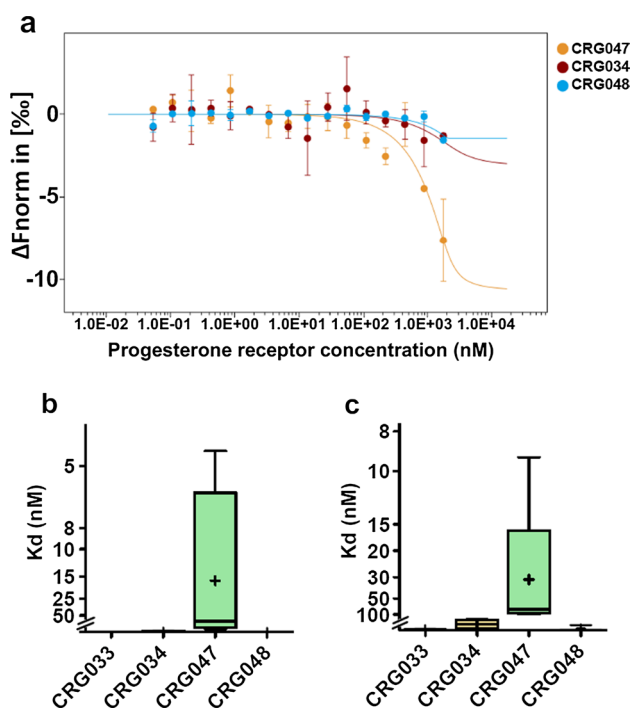 a
CRG047
CRG034
CRG048
ΔFnorm in [‰]
0
-5
-10
1.0E-02 1.0E-01 1.0E+00 1.0E+01 1.0E+02 1.0E+03 1.0E+04
Progesterone receptor concentration (nM)
b
Kd (nM)
5
8
10
15
25
50
CRG033 CRG034 CRG047 CRG048
c
Kd (nM)
8
10
15
20
30
50
100
CRG033 CRG034 CRG047 CRG048